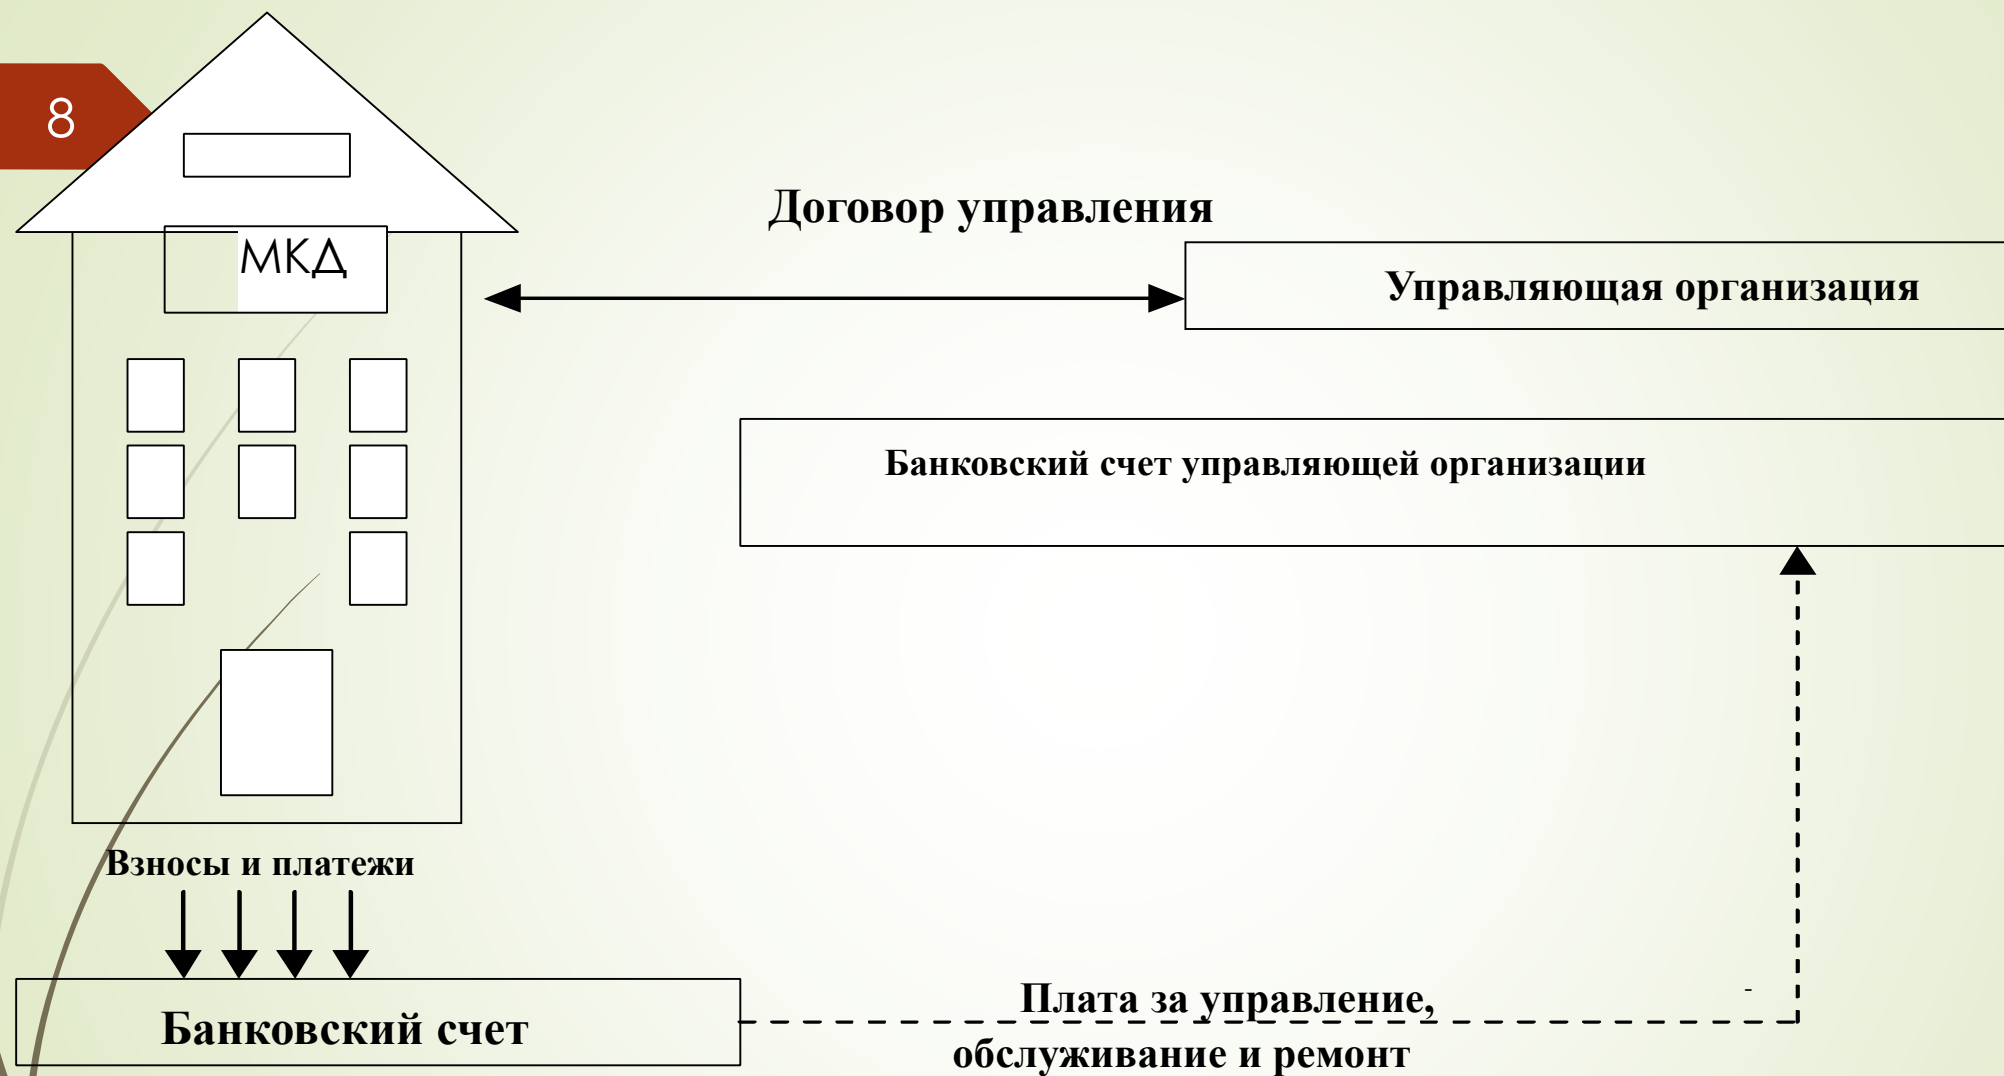 8
МКД
Договор управления
Управляющая организация
Банковский счет управляющей организации
Взносы и платежи
Банковский счет
Плата за управление,
обслуживание и ремонт
-